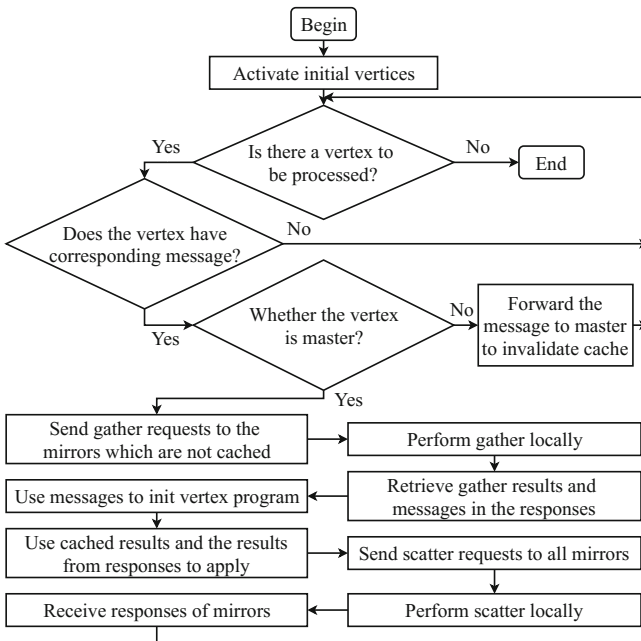 Begin
Activate initial vertices
Is there a vertex to
be processed?
Yes
No
End
Does the vertex have
corresponding message?
No
Yes
Whether the vertex
is master?
No
Forward the
message to master
to invalidate cache
Yes
Send gather requests to the
mirrors which are not cached
Perform gather locally
Retrieve gather results and
messages in the responses
Use messages to init vertex program
Use cached results and the results
from responses to apply
Send scatter requests to all mirrors
Perform scatter locally
Receive responses of mirrors